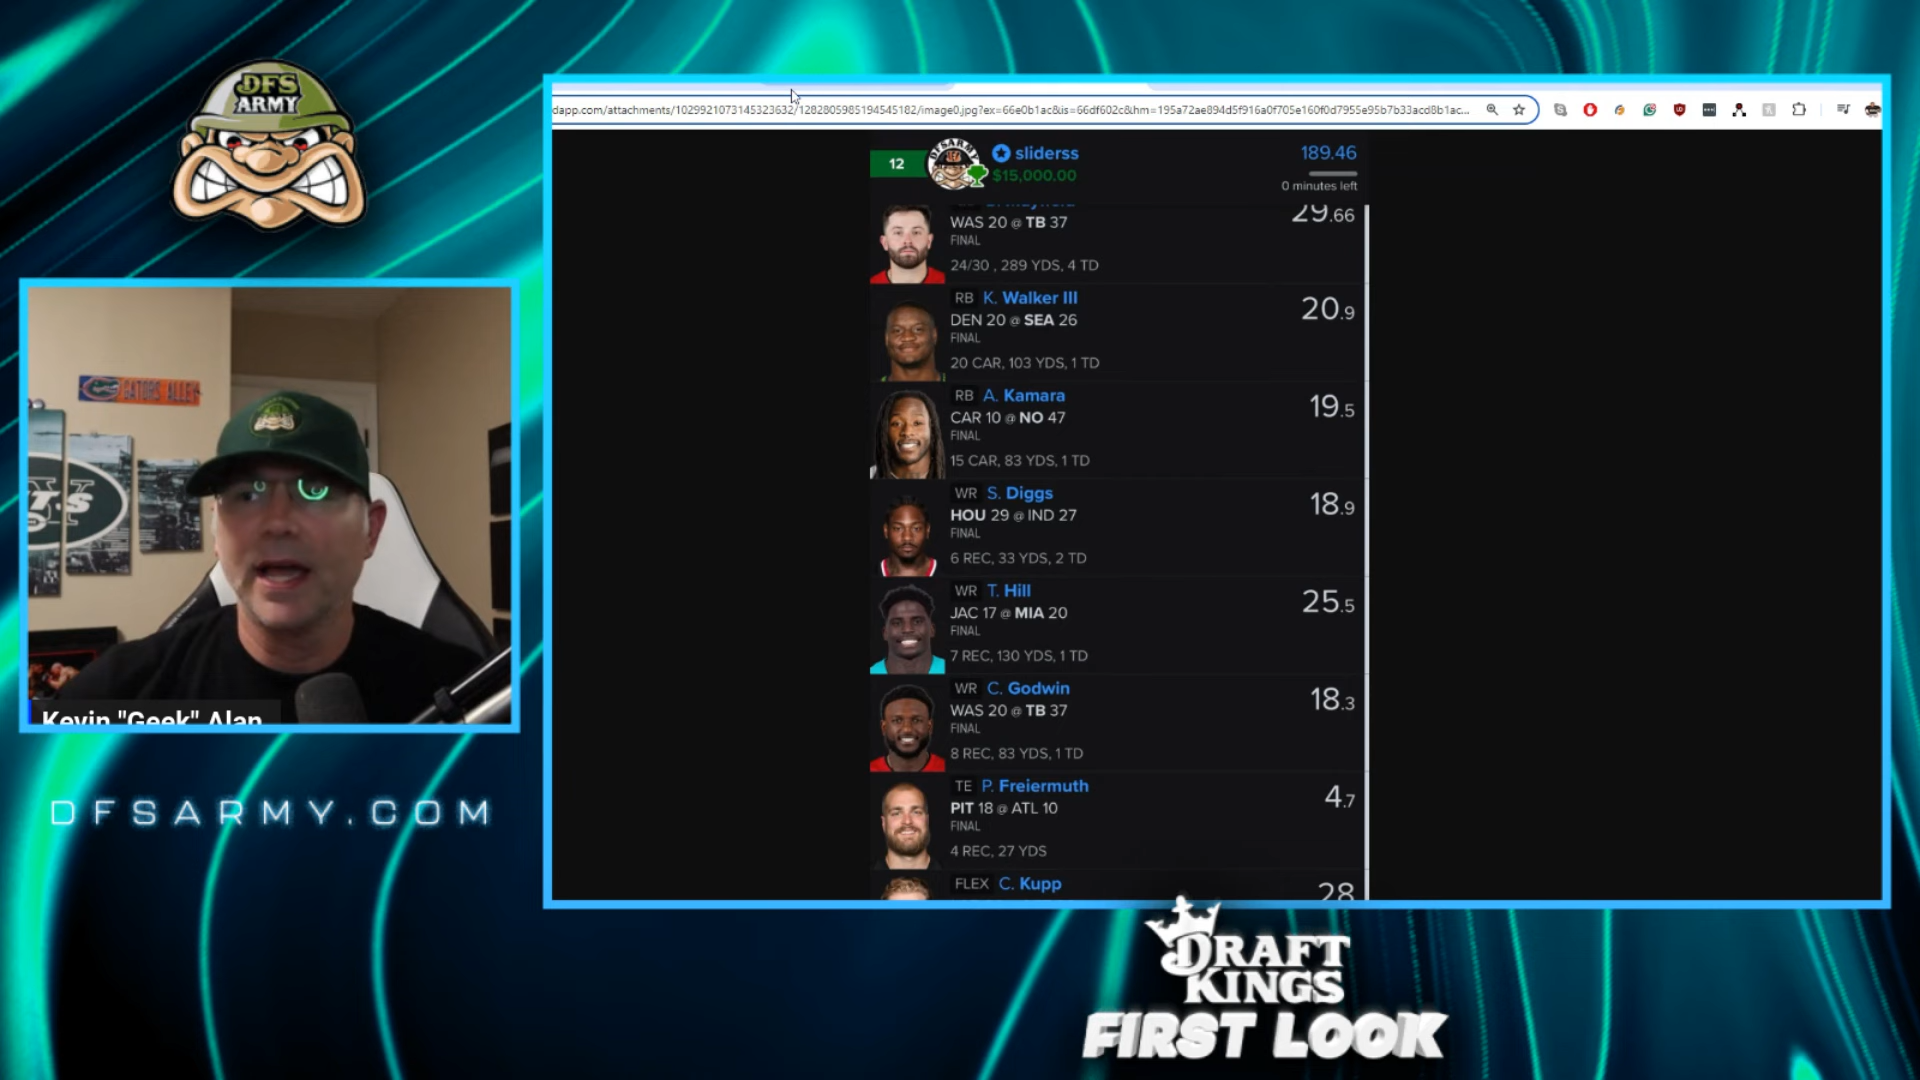 DFS
ARMY
dapp.com/attachments/1029921073145323632/1282805985194545182/image0.jpg?ex=66e0b1ac&is=66df602c&hm=195a72ae894d5f916a0f705e160f0d7955e95b7b33acd8b1ac...
12
DFSARMY
sliderss
189.46
$15,000.00
0 minutes left
29.66
WAS 20 @ TB 37
FINAL
24/30 , 289 YDS, 4 TD
RB K. Walker III
20.9
DEN 20 @ SEA 26
FINAL
20 CAR, 103 YDS, 1 TD
RB A. Kamara
19.5
CAR 10 @ NO 47
FINAL
15 CAR, 83 YDS, 1 TD
WR S. Diggs
18.9
HOU 29 @ IND 27
FINAL
6 REC, 33 YDS, 2 TD
WR T. Hill
25.5
JAC 17 @ MIA 20
FINAL
7 REC, 130 YDS, 1 TD
WR C. Godwin
18.3
WAS 20 @ TB 37
FINAL
8 REC, 83 YDS, 1 TD
TE P. Freiermuth
4.7
PIT 18 @ ATL 10
FINAL
4 REC, 27 YDS
FLEX C. Kupp
28
GATORS ALLEY
Kevin "Geek" Alan
DFSARMY.COM
DRAFT
KINGS
FIRST LOOK